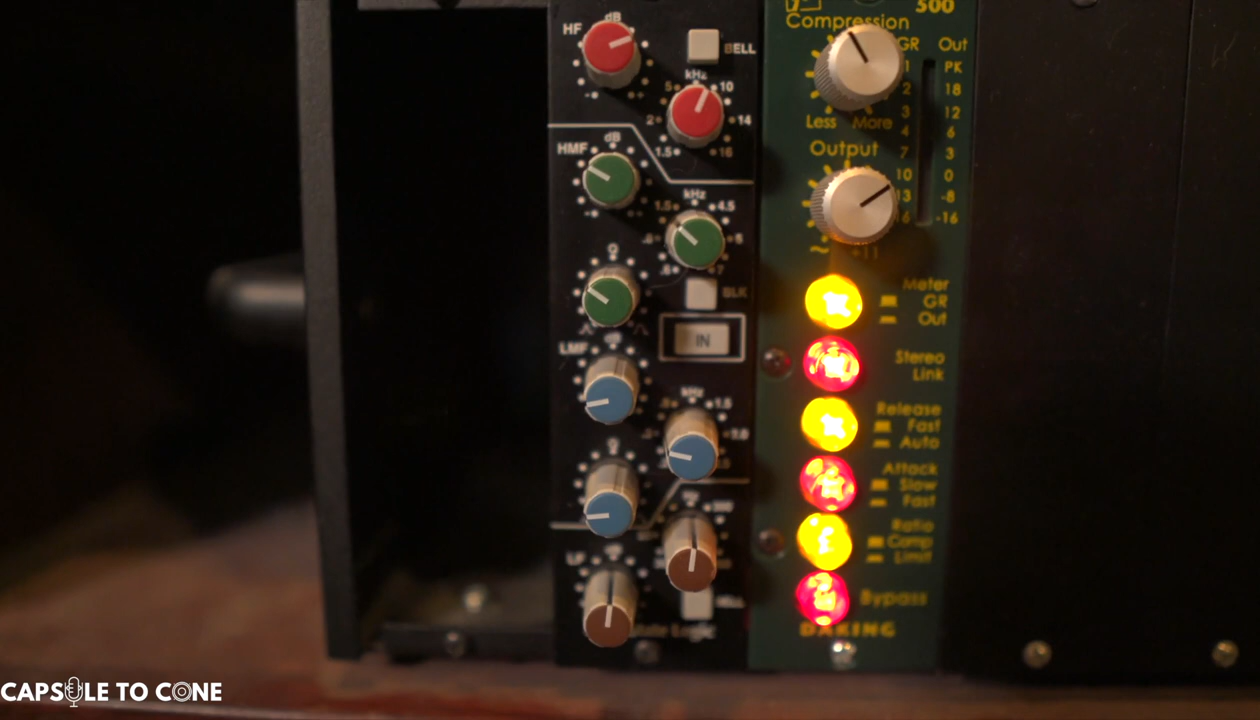 HF
dB
BELL
- +
kHz
5 10
2 14
1.5 16
HMF
dB
- +
kHz
1.5 4.5
.8 7
Q
BLK
IN
LMF
dB
kHz
1.5
Q
LF
500
Compression
GR Out
1 PK
2 18
3 12
4 6
7 3
10 0
13 -8
16 -16
Less More
Output
+11
Meter
GR
Out
Stereo
Link
Release
Fast
Auto
Attack
Slow
Fast
Ratio
Comp
Limit
Bypass
DAKING
CAPSULE TO CONE